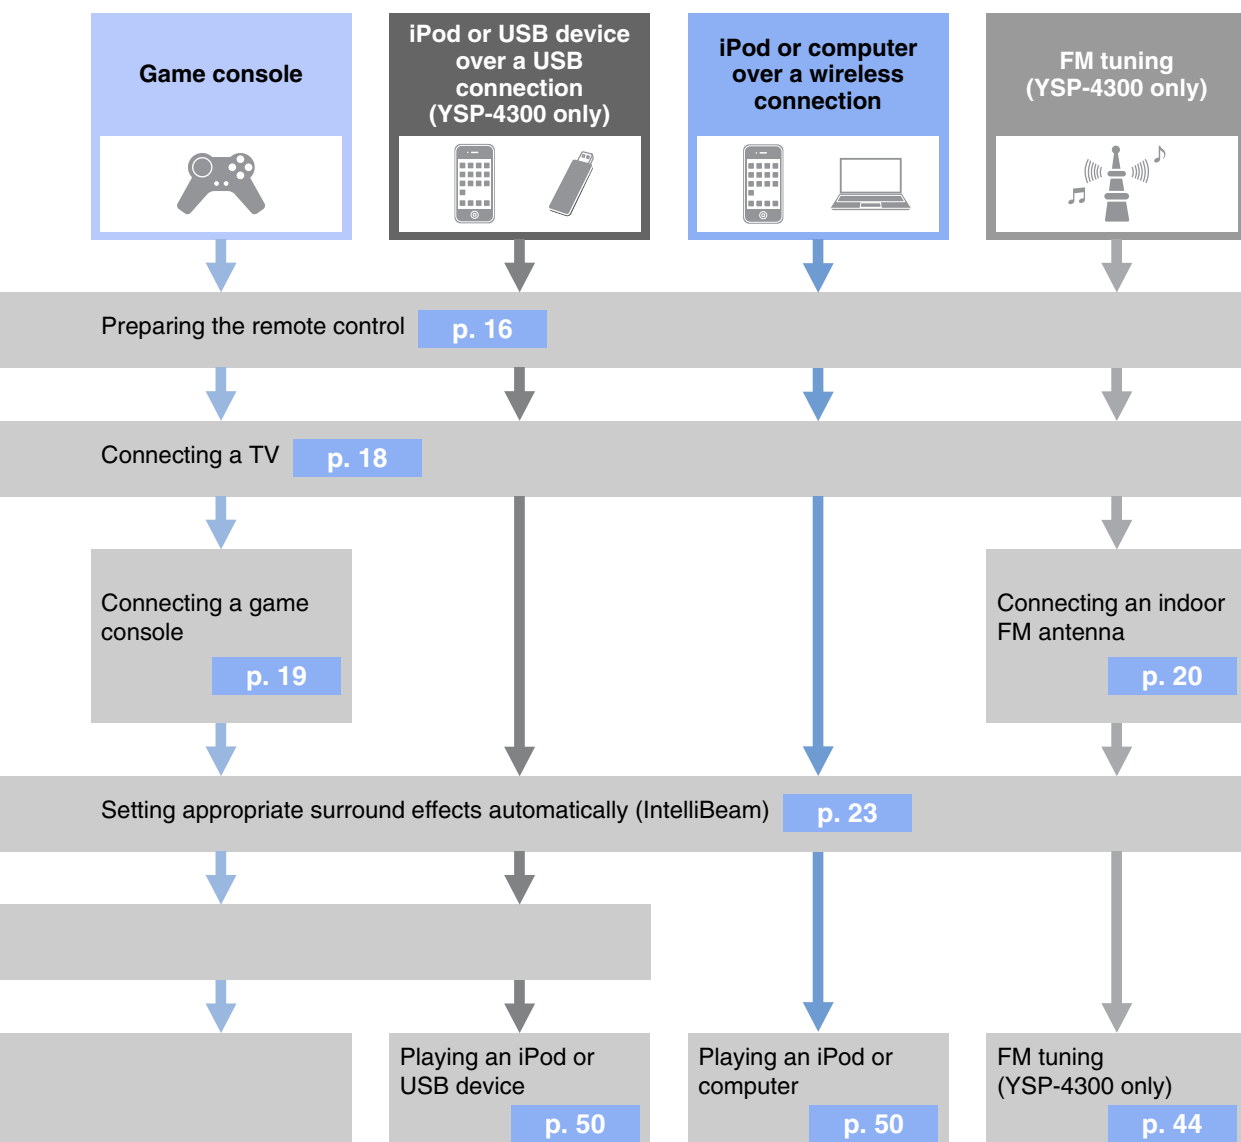 Game console
iPod or USB device
over a USB
connection
(YSP-4300 only)
iPod or computer
over a wireless
connection
FM tuning
(YSP-4300 only)
Preparing the remote control p. 16
Connecting a TV p. 18
Connecting a game
console
p. 19
Connecting an indoor
FM antenna
p. 20
Setting appropriate surround effects automatically (IntelliBeam) p. 23
Playing an iPod or
USB device
p. 50
Playing an iPod or
computer
p. 50
FM tuning
(YSP-4300 only)
p. 44